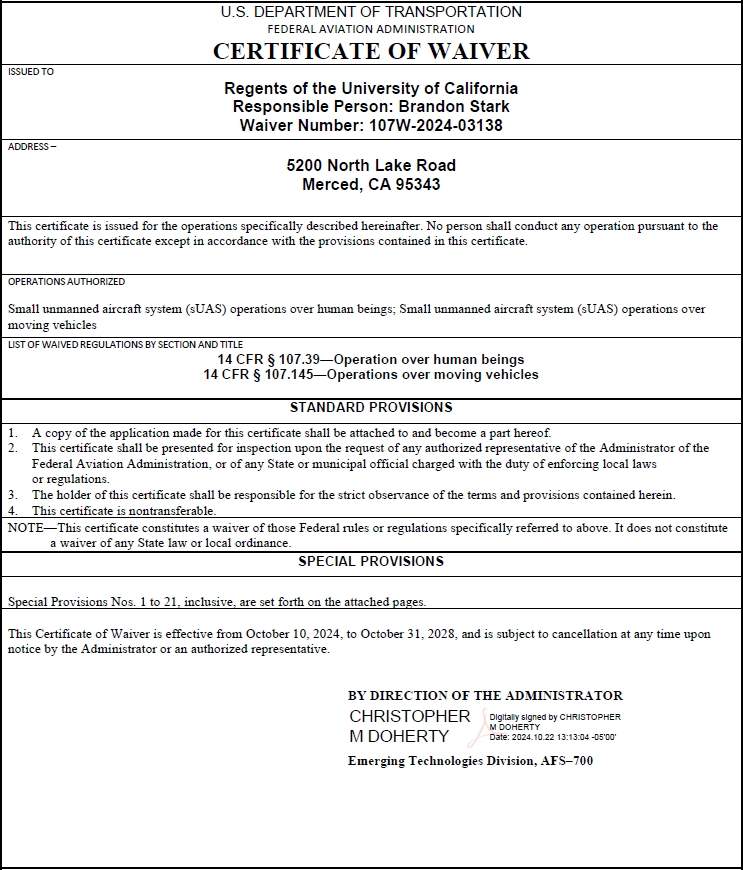 U.S. DEPARTMENT OF TRANSPORTATION
FEDERAL AVIATION ADMINISTRATION
CERTIFICATE OF WAIVER
ISSUED TO
Regents of the University of California
Responsible Person: Brandon Stark
Waiver Number: 107W-2024-03138
ADDRESS –
5200 North Lake Road
Merced, CA 95343
This certificate is issued for the operations specifically described hereinafter. No person shall conduct any operation pursuant to the
authority of this certificate except in accordance with the provisions contained in this certificate.
OPERATIONS AUTHORIZED
Small unmanned aircraft system (sUAS) operations over human beings; Small unmanned aircraft system (sUAS) operations over
moving vehicles
LIST OF WAIVED REGULATIONS BY SECTION AND TITLE
14 CFR § 107.39—Operation over human beings
14 CFR § 107.145—Operations over moving vehicles
STANDARD PROVISIONS
1. A copy of the application made for this certificate shall be attached to and become a part hereof.
2. This certificate shall be presented for inspection upon the request of any authorized representative of the Administrator of the
Federal Aviation Administration, or of any State or municipal official charged with the duty of enforcing local laws
or regulations.
3. The holder of this certificate shall be responsible for the strict observance of the terms and provisions contained herein.
4. This certificate is nontransferable.
NOTE—This certificate constitutes a waiver of those Federal rules or regulations specifically referred to above. It does not constitute
a waiver of any State law or local ordinance.
SPECIAL PROVISIONS
Special Provisions Nos. 1 to 21, inclusive, are set forth on the attached pages.
This Certificate of Waiver is effective from October 10, 2024, to October 31, 2028, and is subject to cancellation at any time upon
notice by the Administrator or an authorized representative.
BY DIRECTION OF THE ADMINISTRATOR
CHRISTOPHER
M DOHERTY
Digitally signed by CHRISTOPHER
M DOHERTY
Date: 2024.10.22 13:13:04 -05'00'
Emerging Technologies Division, AFS–700